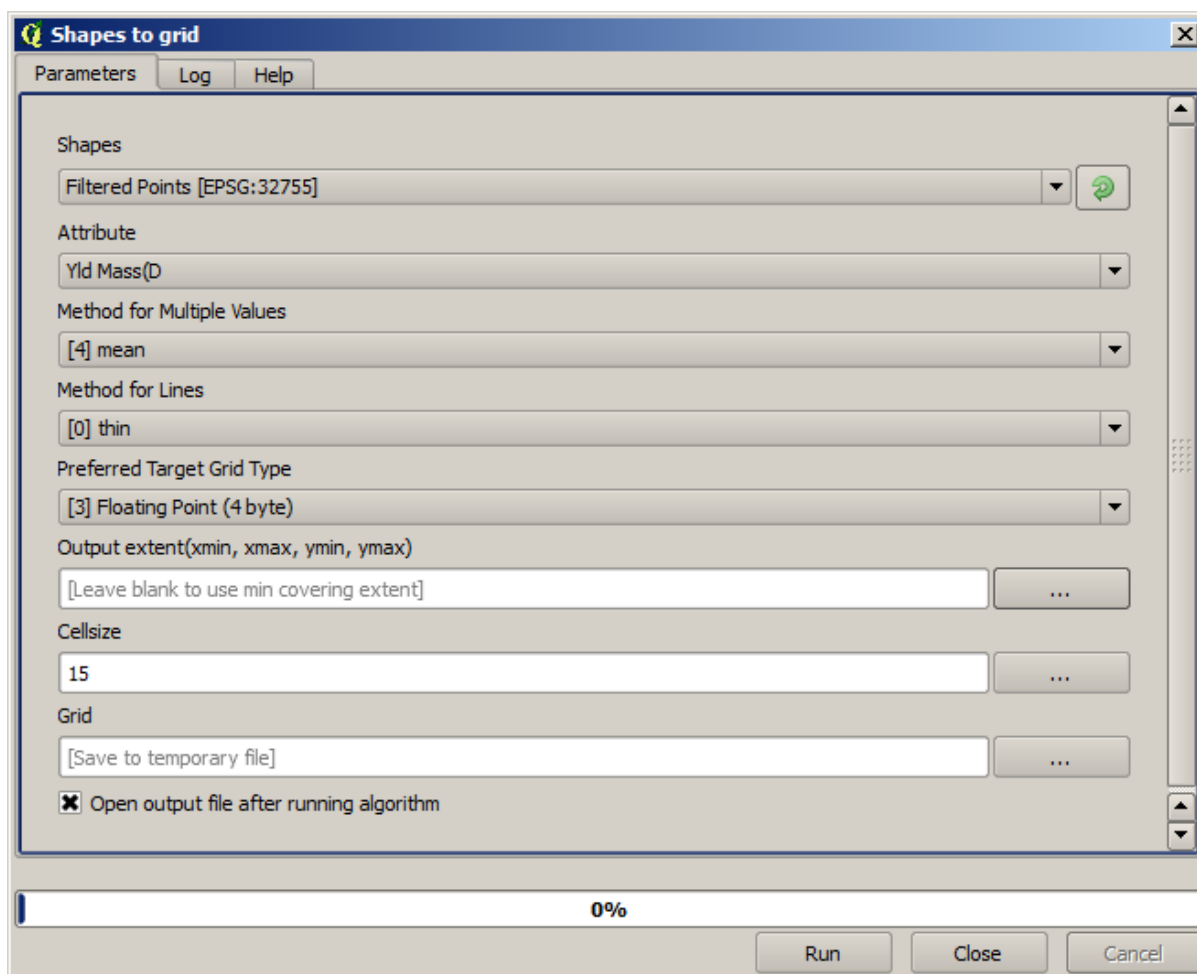 Shapes to grid
Parameters Log Help
Shapes
Filtered Points [EPSG:32755]
Attribute
Yld Mass(D
Method for Multiple Values
[4] mean
Method for Lines
[0] thin
Preferred Target Grid Type
[3] Floating Point (4 byte)
Output extent(xmin, xmax, ymin, ymax)
[Leave blank to use min covering extent] ...
Cellsize
15 ...
Grid
[Save to temporary file] ...
Open output file after running algorithm
0%
Run Close Cancel